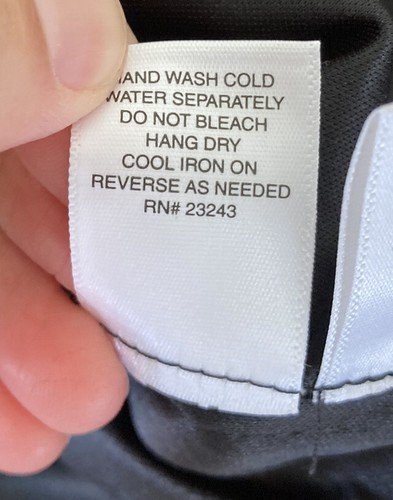 HAND WASH COLD
WATER SEPARATELY
DO NOT BLEACH
HANG DRY
COOL IRON ON
REVERSE AS NEEDED
RN# 23243